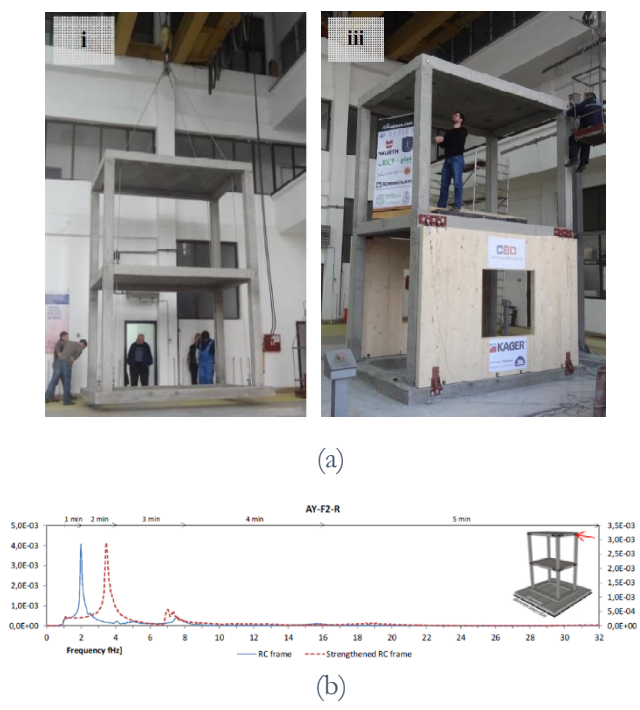 i
iii
WURTH
CBD
KAGER
(a)
AY-F2-R
1 min 2 min 3 min 4 min 5 min
5,0E-03 3,5E-03
4,0E-03 3,0E-03
2,5E-03
3,0E-03 2,0E-03
2,0E-03 1,5E-03
1,0E-03 1,0E-03
5,0E-04
0,0E+00 0,0E+00
0 2 4 6 8 10 12 14 16 18 20 22 24 26 28 30 32
Frequency fHz]
RC frame Strengthened RC frame
(b)